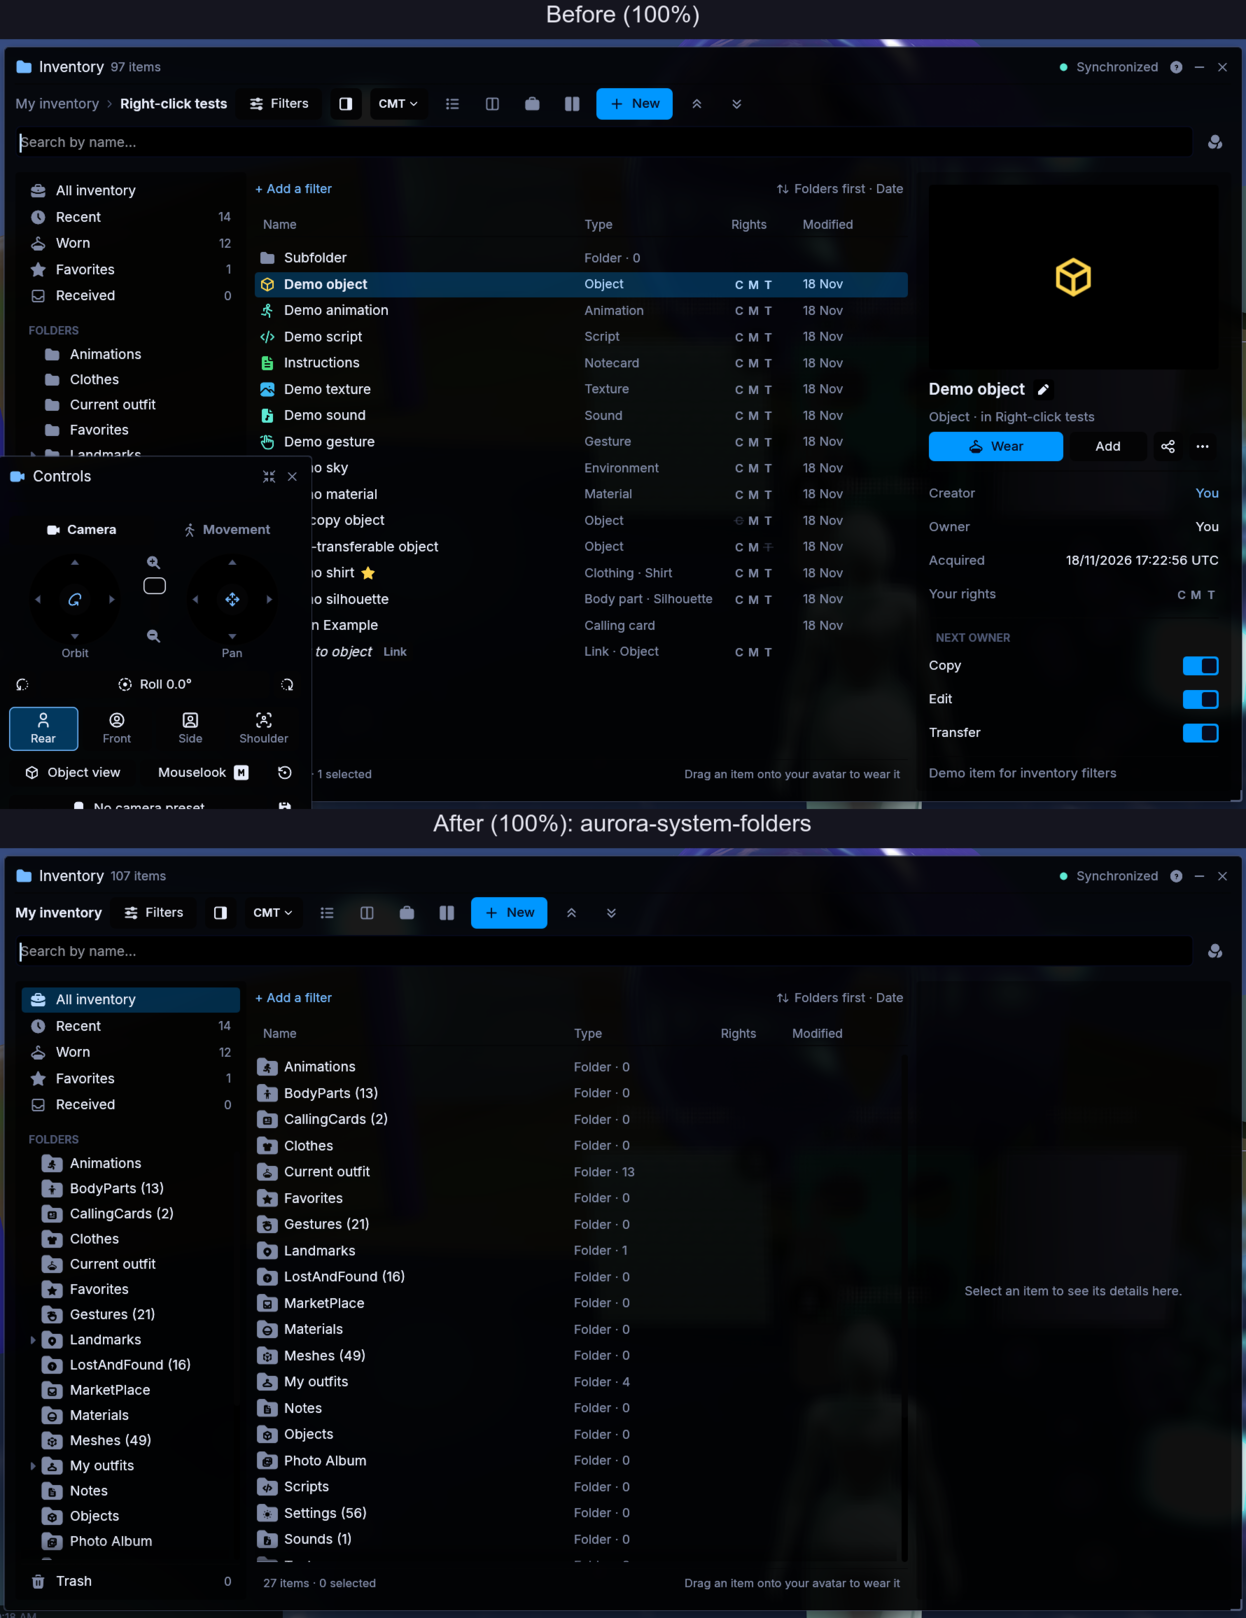 Before (100%)
Inventory 97 items
Synchronized
My inventory › Right-click tests Filters CMT + New
Search by name...
All inventory
Recent 14
Worn 12
Favorites 1
Received 0
FOLDERS
Animations
Clothes
Current outfit
Favorites
Landmarks
+ Add a filter
Folders first · Date
Name Type Rights Modified
Subfolder Folder · 0
Demo object Object C M T 18 Nov
Demo animation Animation C M T 18 Nov
Demo script Script C M T 18 Nov
Instructions Notecard C M T 18 Nov
Demo texture Texture C M T 18 Nov
Demo sound Sound C M T 18 Nov
Demo gesture Gesture C M T 18 Nov
o sky Environment C M T 18 Nov
o material Material C M T 18 Nov
copy object Object C M T 18 Nov
-transferable object Object C M T 18 Nov
o shirt Clothing · Shirt C M T 18 Nov
o silhouette Body part · Silhouette C M T 18 Nov
n Example Calling card 18 Nov
to object Link Link · Object C M T
· 1 selected
Drag an item onto your avatar to wear it
Controls
Camera Movement
Orbit Pan
Roll 0.0°
Rear Front Side Shoulder
Object view Mouselook M
No camera preset
Demo object
Object · in Right-click tests
Wear Add
Creator You
Owner You
Acquired 18/11/2026 17:22:56 UTC
Your rights C M T
NEXT OWNER
Copy
Edit
Transfer
Demo item for inventory filters
After (100%): aurora-system-folders
Inventory 107 items
Synchronized
My inventory Filters CMT + New
Search by name...
All inventory
Recent 14
Worn 12
Favorites 1
Received 0
FOLDERS
Animations
BodyParts (13)
CallingCards (2)
Clothes
Current outfit
Favorites
Gestures (21)
Landmarks
LostAndFound (16)
MarketPlace
Materials
Meshes (49)
My outfits
Notes
Objects
Photo Album
Trash 0
+ Add a filter
Folders first · Date
Name Type Rights Modified
Animations Folder · 0
BodyParts (13) Folder · 0
CallingCards (2) Folder · 0
Clothes Folder · 0
Current outfit Folder · 13
Favorites Folder · 0
Gestures (21) Folder · 0
Landmarks Folder · 1
LostAndFound (16) Folder · 0
MarketPlace Folder · 0
Materials Folder · 0
Meshes (49) Folder · 0
My outfits Folder · 4
Notes Folder · 0
Objects Folder · 0
Photo Album Folder · 0
Scripts Folder · 0
Settings (56) Folder · 0
Sounds (1) Folder · 0
27 items · 0 selected
Drag an item onto your avatar to wear it
Select an item to see its details here.